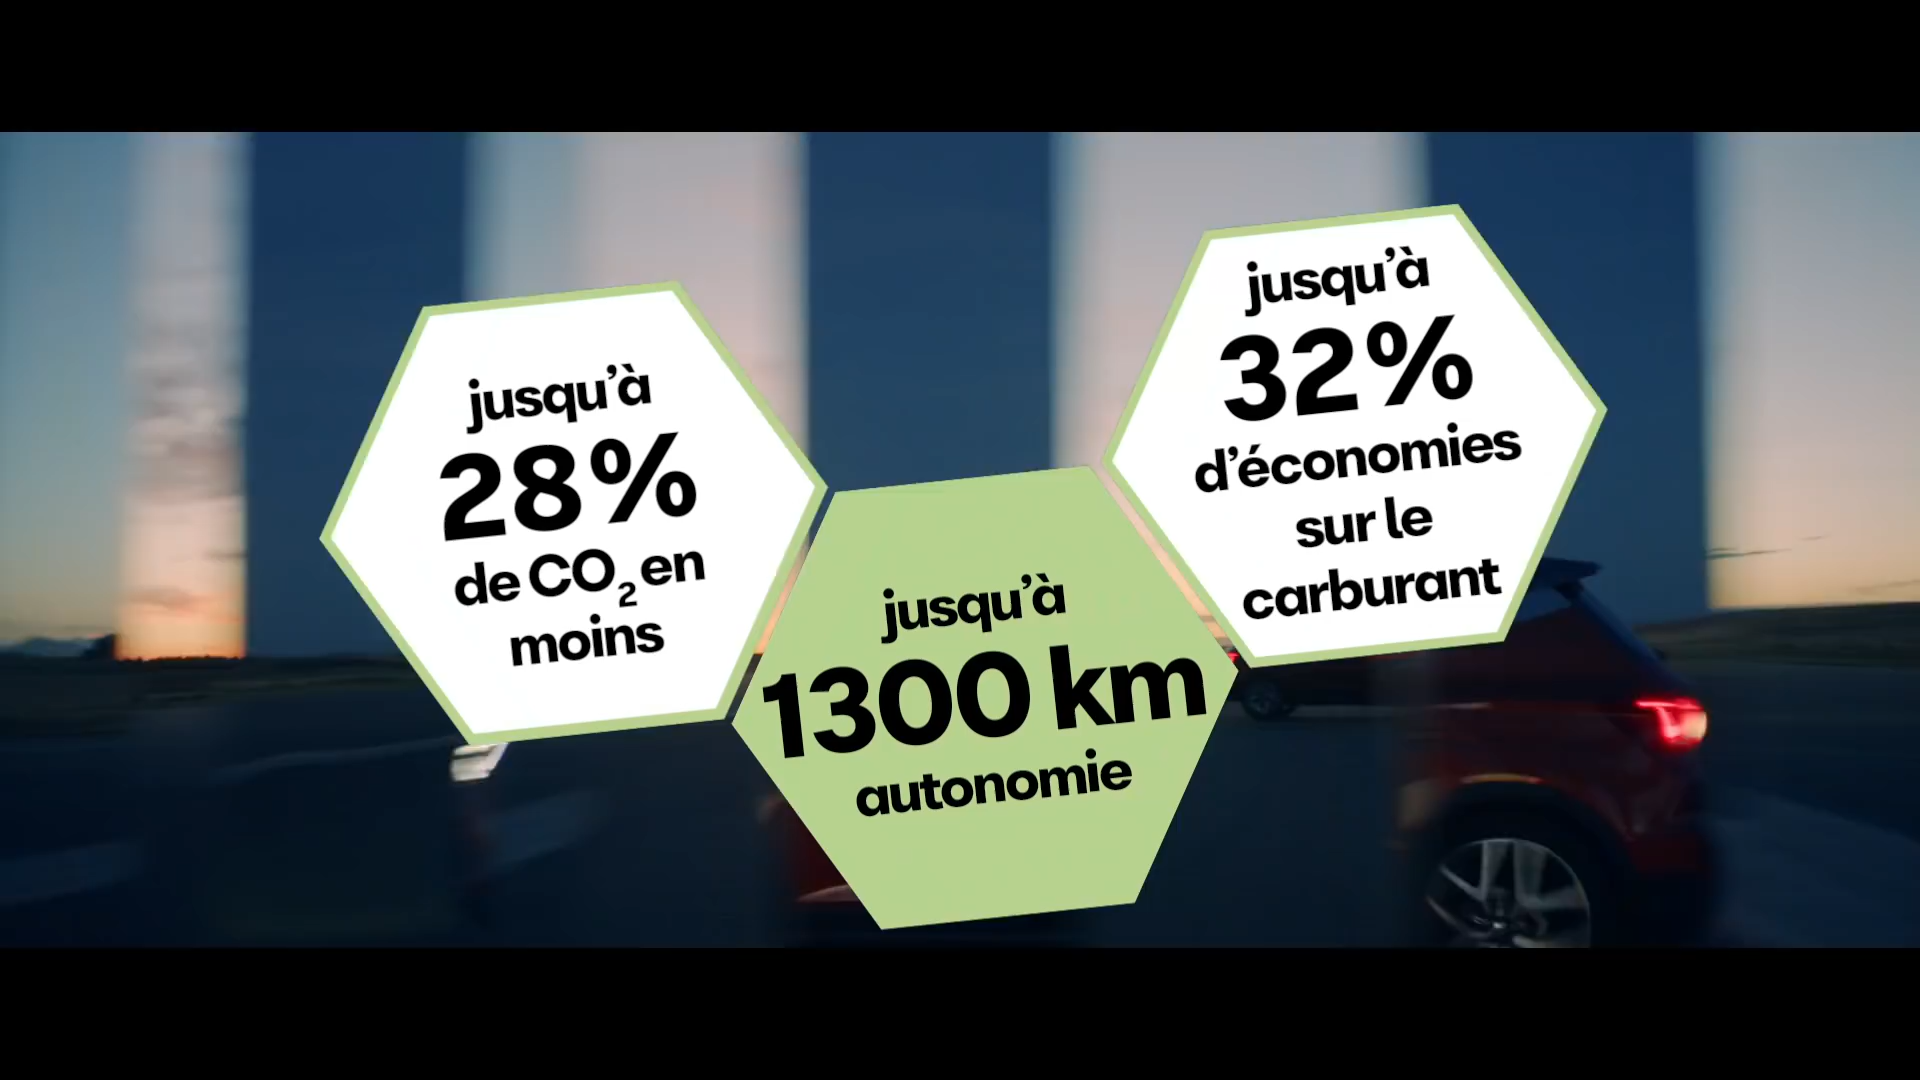 jusqu’à
28%
de CO₂ en
moins
jusqu’à
1300 km
autonomie
jusqu’à
32%
d’économies
sur le
carburant